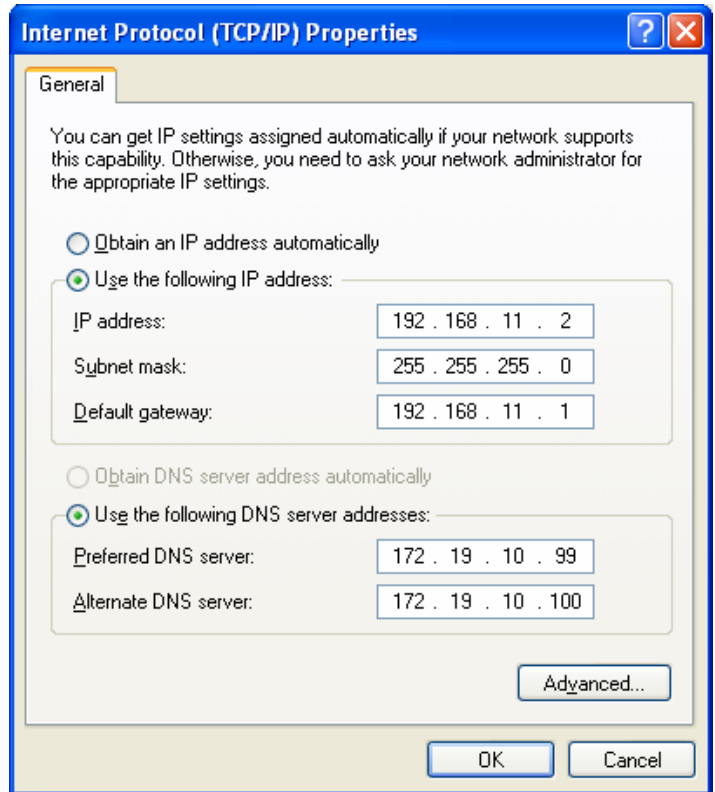 Internet Protocol (TCP/IP) Properties
General
You can get IP settings assigned automatically if your network supports
this capability. Otherwise, you need to ask your network administrator for
the appropriate IP settings.
Obtain an IP address automatically
Use the following IP address:
IP address: 192 . 168 . 11 . 2
Subnet mask: 255 . 255 . 255 . 0
Default gateway: 192 . 168 . 11 . 1
Obtain DNS server address automatically
Use the following DNS server addresses:
Preferred DNS server: 172 . 19 . 10 . 99
Alternate DNS server: 172 . 19 . 10 . 100
Advanced...
OK Cancel